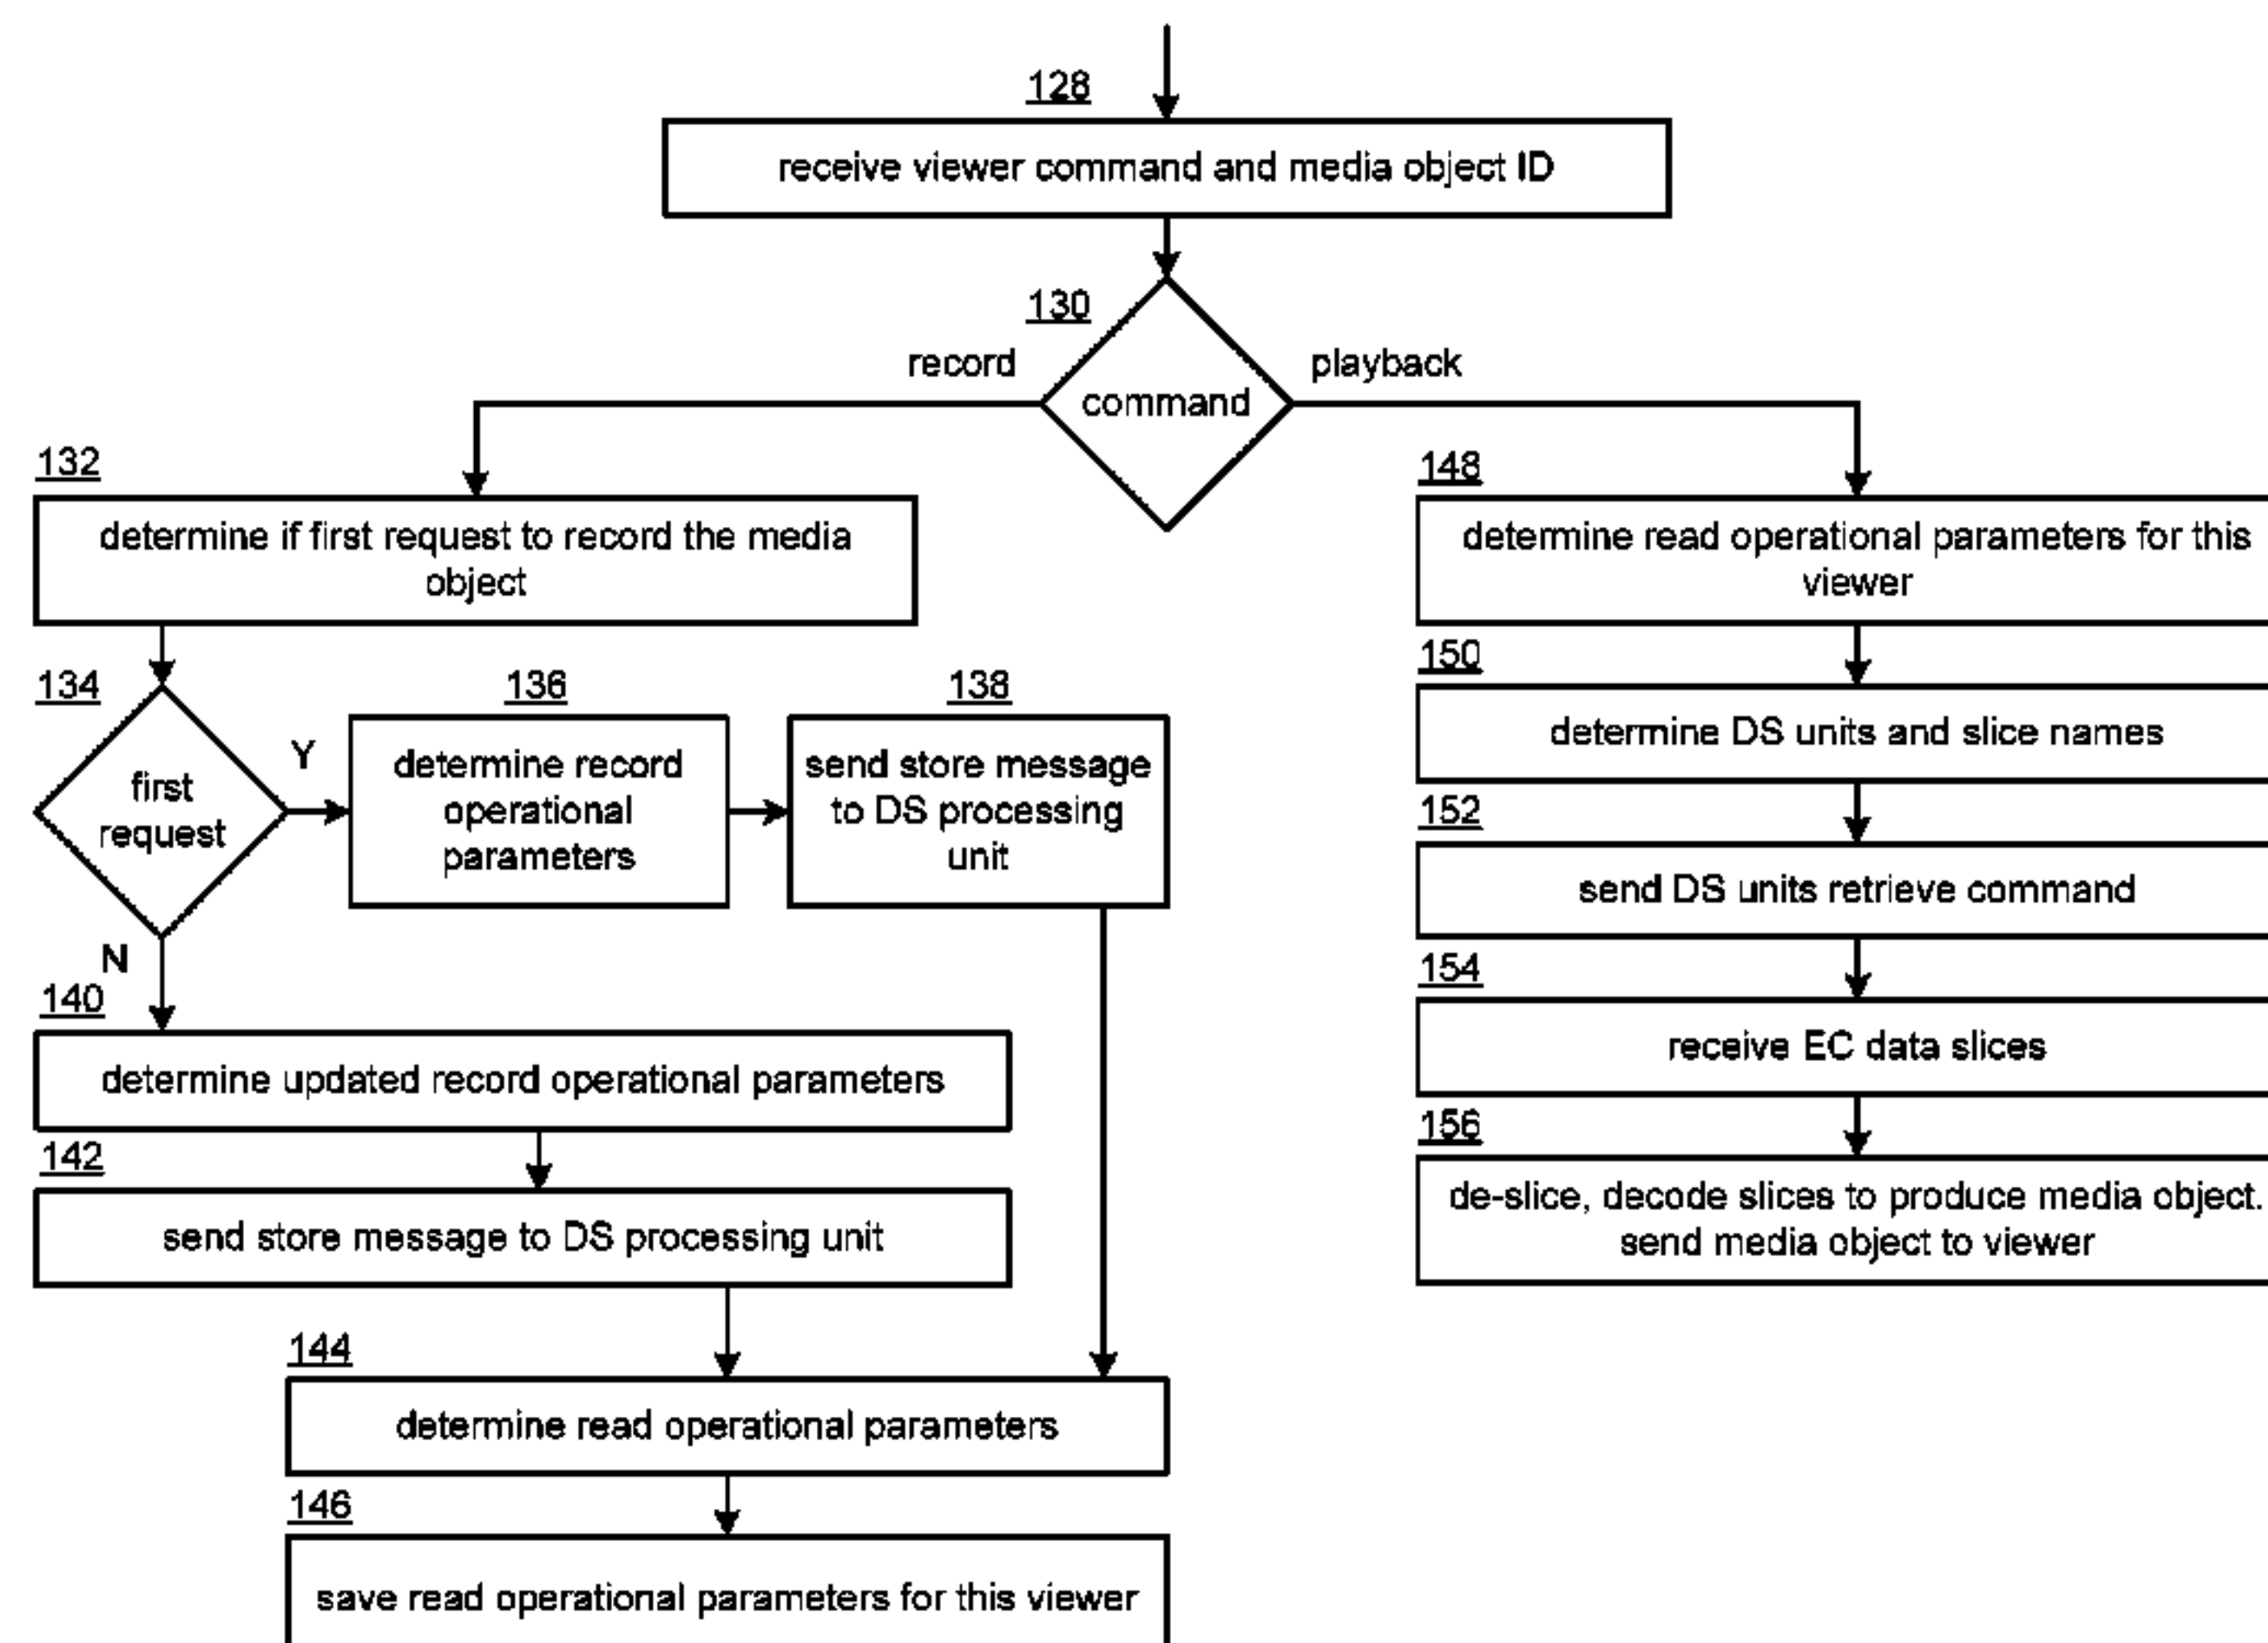 128
receive viewer command and media object ID
130
record
command
playback
132
determine if first request to record the media
object
134
first
request
Y
N
136
determine record
operational
parameters
138
send store message
to DS processing
unit
140
determine updated record operational parameters
142
send store message to DS processing unit
144
determine read operational parameters
146
save read operational parameters for this viewer
148
determine read operational parameters for this
viewer
150
determine DS units and slice names
152
send DS units retrieve command
154
receive EC data slices
156
de-slice, decode slices to produce media object.
send media object to viewer